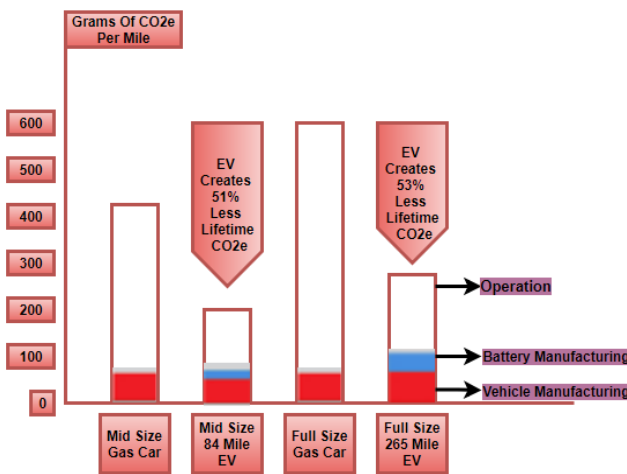 Grams Of CO2e
Per Mile
600
500
400
300
200
100
0
EV
Creates
51%
Less
Lifetime
CO2e
EV
Creates
53%
Less
Lifetime
CO2e
Operation
Battery Manufacturing
Vehicle Manufacturing
Mid Size
Gas Car
Mid Size
84 Mile
EV
Full Size
Gas Car
Full Size
265 Mile
EV